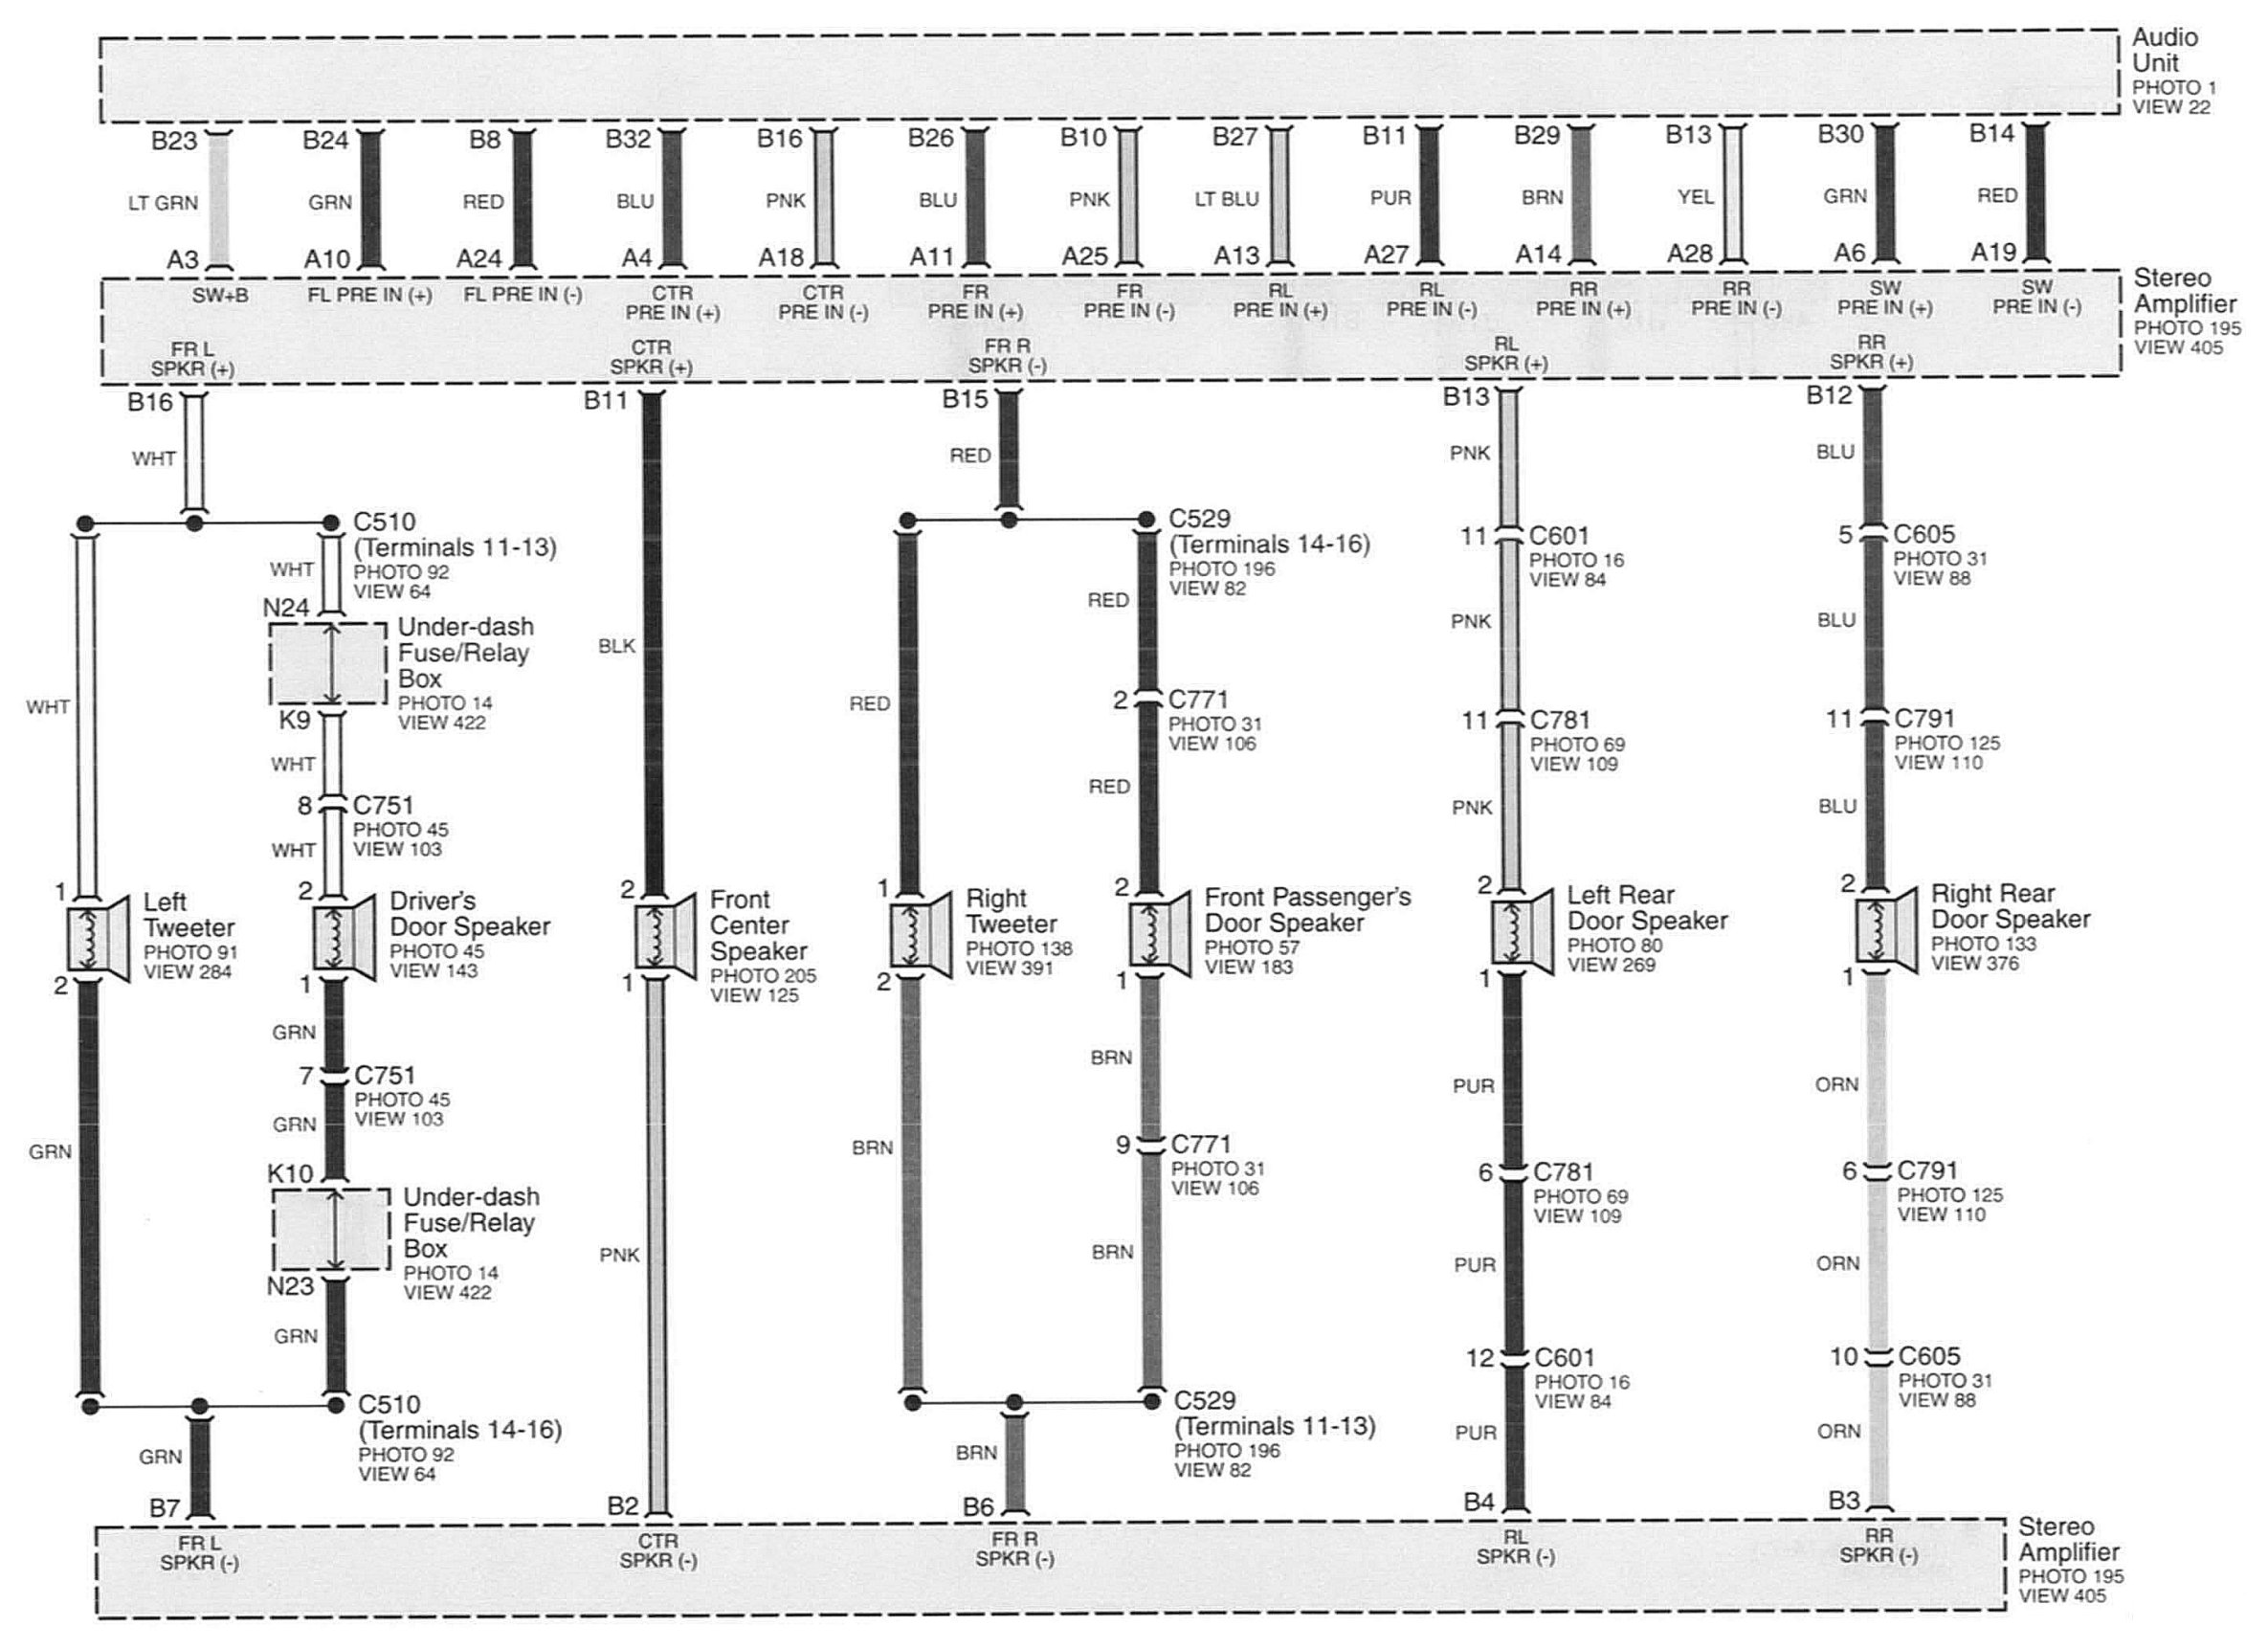 Audio
Unit
PHOTO 1
VIEW 22
B23
B24
B8
B32
B16
B26
B10
B27
B11
B29
B13
B30
B14
LT GRN
GRN
RED
BLU
PNK
BLU
PNK
LT BLU
PUR
BRN
YEL
GRN
RED
A3
A10
A24
A4
A18
A11
A25
A13
A27
A14
A28
A6
A19
SW+B
FL PRE IN (+)
FL PRE IN (-)
CTR
PRE IN (+)
CTR
PRE IN (-)
FR
PRE IN (+)
FR
PRE IN (-)
RL
PRE IN (+)
RL
PRE IN (-)
RR
PRE IN (+)
RR
PRE IN (-)
SW
PRE IN (+)
SW
PRE IN (-)
Stereo
Amplifier
PHOTO 195
VIEW 405
FR L
SPKR (+)
CTR
SPKR (+)
FR R
SPKR (-)
RL
SPKR (+)
RR
SPKR (+)
B16
WHT
C510
(Terminals 11-13)
PHOTO 92
VIEW 64
WHT
WHT
N24
Under-dash
Fuse/Relay
Box
PHOTO 14
VIEW 422
K9
WHT
8
C751
PHOTO 45
VIEW 103
WHT
1
Left
Tweeter
PHOTO 91
VIEW 284
2
2
Driver's
Door Speaker
PHOTO 45
VIEW 143
1
GRN
GRN
7
C751
PHOTO 45
VIEW 103
GRN
K10
Under-dash
Fuse/Relay
Box
PHOTO 14
VIEW 422
N23
GRN
C510
(Terminals 14-16)
PHOTO 92
VIEW 64
GRN
B7
B11
BLK
2
Front
Center
Speaker
PHOTO 205
VIEW 125
1
PNK
B2
B15
RED
C529
(Terminals 14-16)
PHOTO 196
VIEW 82
RED
RED
2
C771
PHOTO 31
VIEW 106
RED
1
Right
Tweeter
PHOTO 138
VIEW 391
2
2
Front Passenger's
Door Speaker
PHOTO 57
VIEW 183
1
BRN
BRN
9
C771
PHOTO 31
VIEW 106
BRN
C529
(Terminals 11-13)
PHOTO 196
VIEW 82
BRN
B6
B13
PNK
11
C601
PHOTO 16
VIEW 84
PNK
11
C781
PHOTO 69
VIEW 109
PNK
2
Left Rear
Door Speaker
PHOTO 80
VIEW 269
1
PUR
6
C781
PHOTO 69
VIEW 109
PUR
12
C601
PHOTO 16
VIEW 84
PUR
B4
B12
BLU
5
C605
PHOTO 31
VIEW 88
BLU
11
C791
PHOTO 125
VIEW 110
BLU
2
Right Rear
Door Speaker
PHOTO 133
VIEW 376
1
ORN
6
C791
PHOTO 125
VIEW 110
ORN
10
C605
PHOTO 31
VIEW 88
ORN
B3
FR L
SPKR (-)
CTR
SPKR (-)
FR R
SPKR (-)
RL
SPKR (-)
RR
SPKR (-)
Stereo
Amplifier
PHOTO 195
VIEW 405